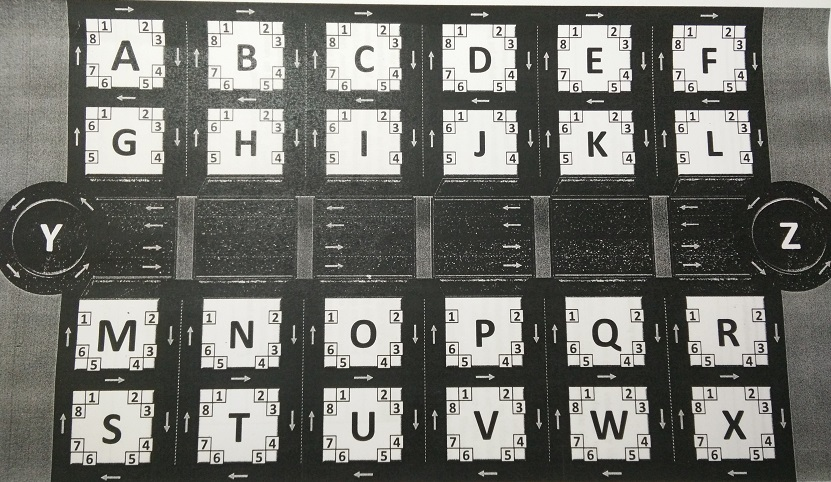 1 2 1 2 1 2 1 2 1 2 1 2
8 3 8 3 8 3 8 3 8 3 8 3
A B C D E F
7 4 7 4 7 4 7 4 7 4 7 4
6 5 6 5 6 5 6 5 6 5 6 5
1 2 1 2 1 2 1 2 1 2 1 2
6 3 6 3 6 3 6 3 6 3 6 3
G H I J K L
5 4 5 4 5 4 5 4 5 4 5 4
Y Z
1 2 1 2 1 2 1 2 1 2 1 2
M N O P Q R
6 3 6 3 6 3 6 3 6 3 6 3
5 4 5 4 5 4 5 4 5 4 5 4
1 2 1 2 1 2 1 2 1 2 1 2
8 3 8 3 8 3 8 3 8 3 8 3
S T U V W X
7 4 7 4 7 4 7 4 7 4 7 4
6 5 6 5 6 5 6 5 6 5 6 5